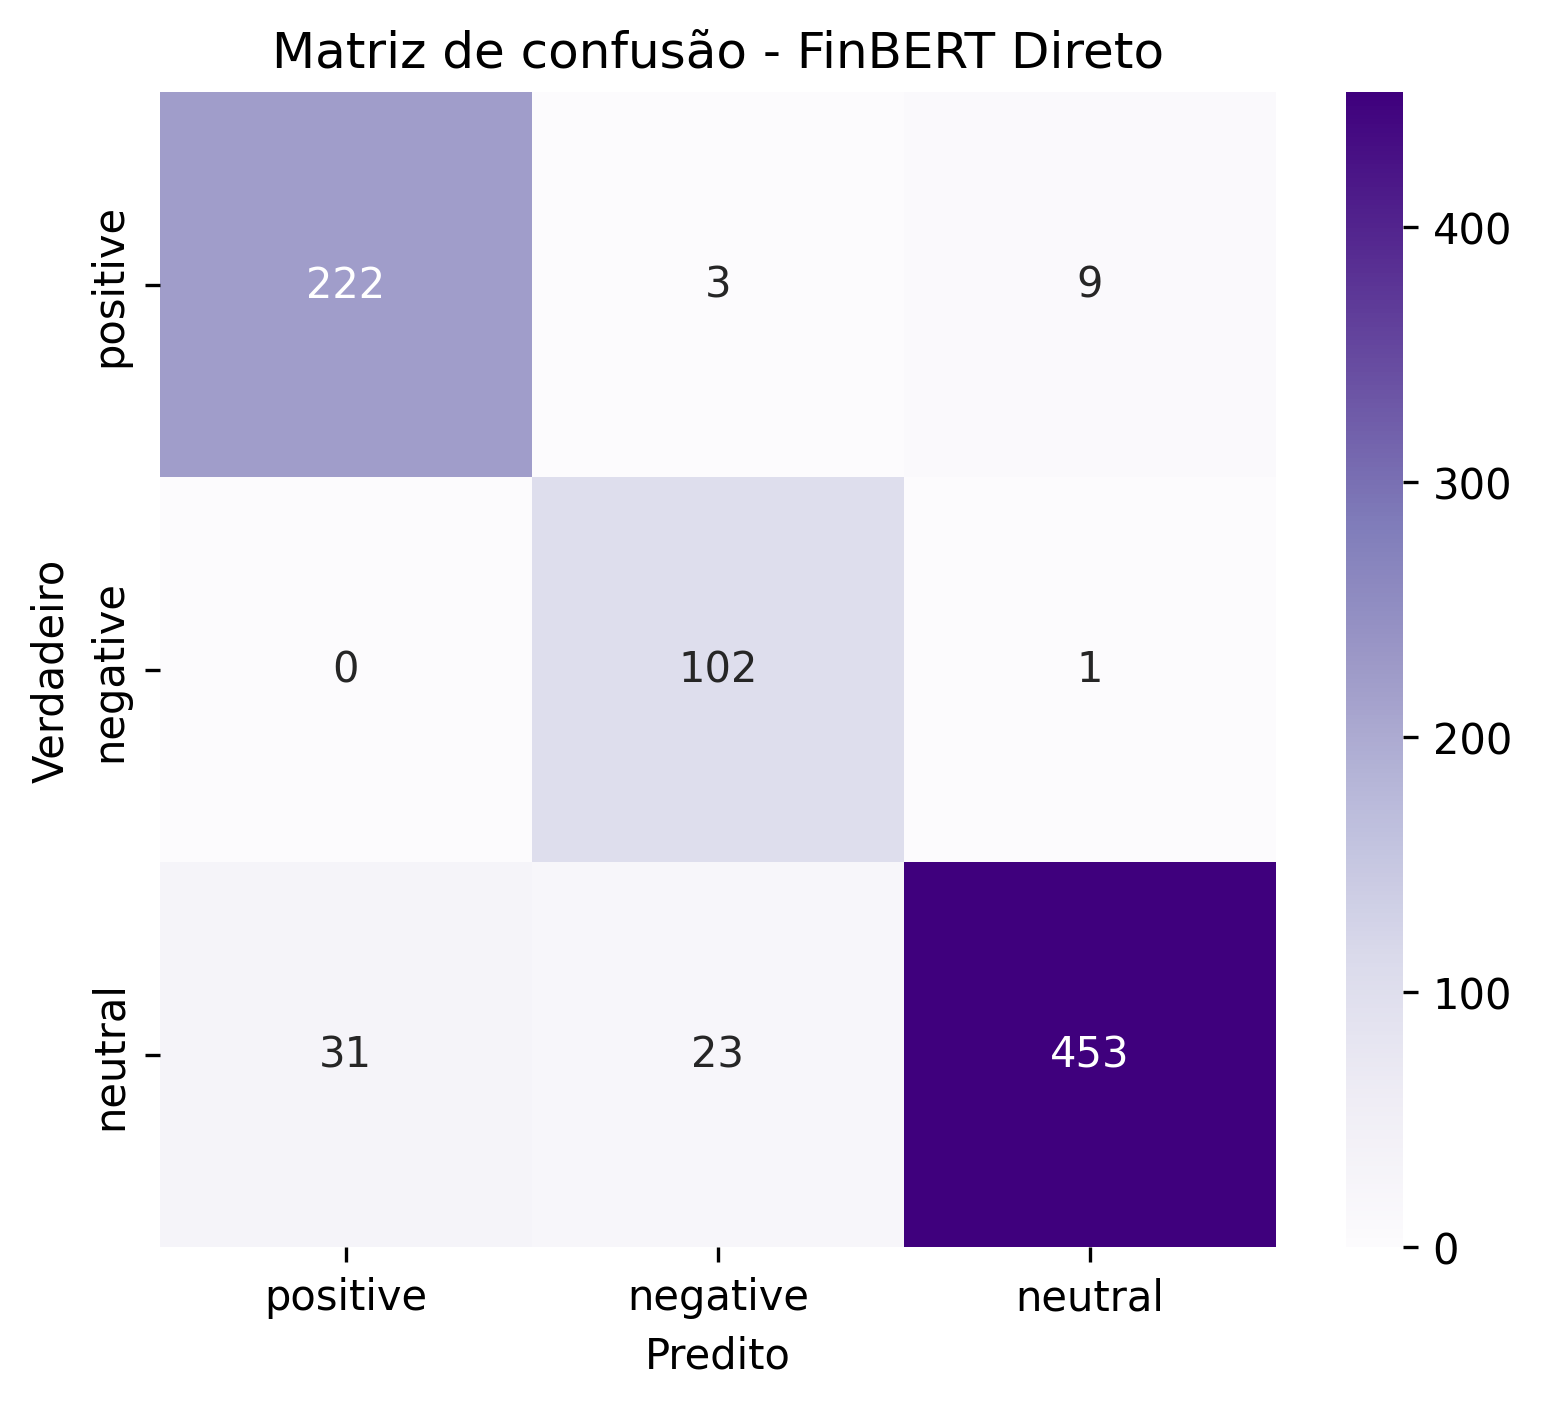 Matriz de confusão - FinBERT Direto
Verdadeiro
positive
222
3
9
negative
0
102
1
neutral
31
23
453
positive
negative
neutral
Predito
400
300
200
100
0